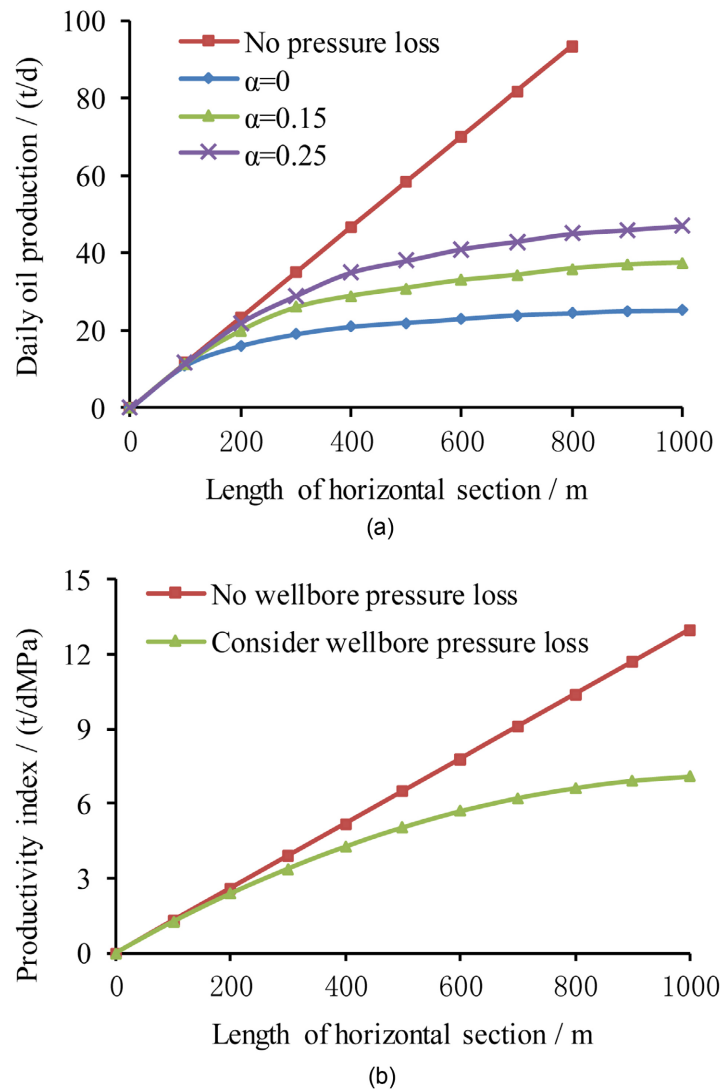 100
80
60
40
20
0
Daily oil production / (t/d)
No pressure loss
α=0
α=0.15
α=0.25
0 200 400 600 800 1000
Length of horizontal section / m
(a)
15
12
9
6
3
0
Productivity index / (t/dMPa)
No wellbore pressure loss
Consider wellbore pressure loss
0 200 400 600 800 1000
Length of horizontal section / m
(b)